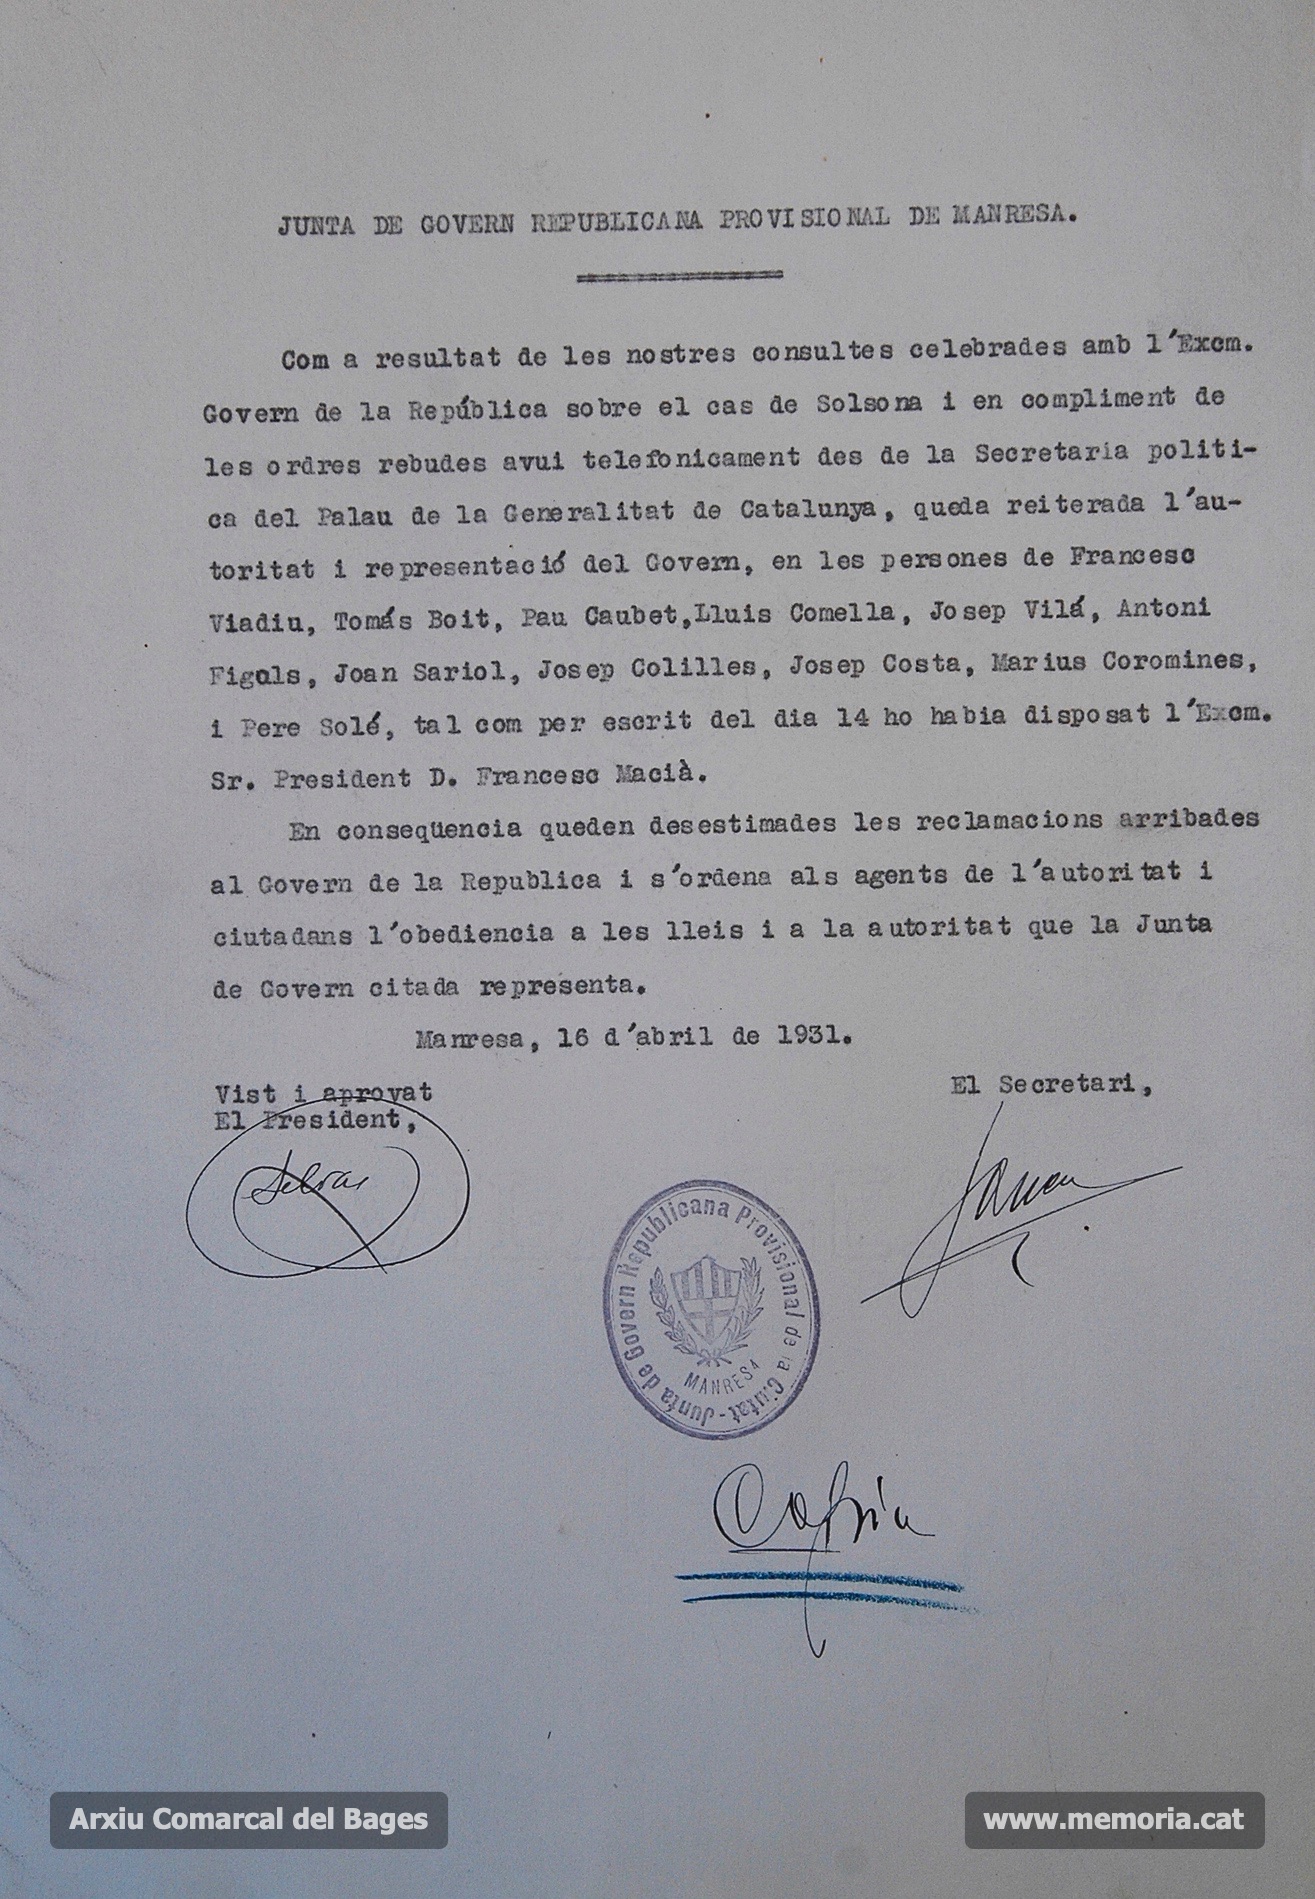 JUNTA DE GOVERN REPUBLICANA PROVISIONAL DE MANRESA.
Com a resultat de les nostres consultes celebrades amb l'Excm.
Govern de la República sobre el cas de Solsona i en compliment de
les ordres rebudes avui telefonicament des de la Secretaria politi-
ca del Palau de la Generalitat de Catalunya, queda reiterada l'au-
toritat i representació del Govern, en les persones de Francesc
Viadiu, Tomás Boit, Pau Caubet,Lluis Comella, Josep Vilá, Antoni
Figols, Joan Sariol, Josep Colilles, Josep Costa, Marius Coromines,
i Pere Solé, tal com per escrit del dia 14 ho habia disposat l'Excm.
Sr. President D. Francesc Macià.
En conseqüencia queden desestimades les reclamacions arribades
al Govern de la Republica i s'ordena als agents de l'autoritat i
ciutadans l'obediencia a les lleis i a la autoritat que la Junta
de Govern citada representa.
Manresa, 16 d'abril de 1931.
Vist i aprovat
El President,
El Secretari,
Junta de Govern Republicana Provisional de la Ciutat -
MANRESA
Arxiu Comarcal del Bages
www.memoria.cat